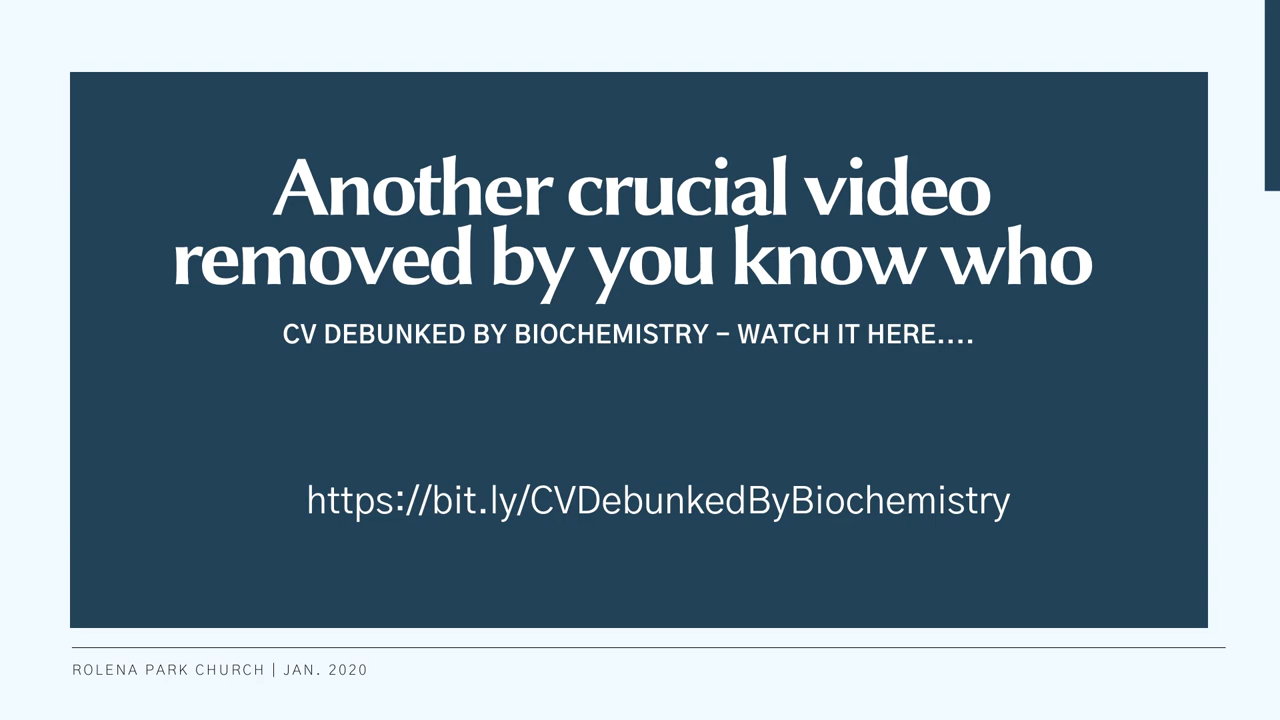 Another crucial video
removed by you know who
CV DEBUNKED BY BIOCHEMISTRY – WATCH IT HERE....
https://bit.ly/CVDebunkedByBiochemistry
ROLENA PARK CHURCH | JAN. 2020